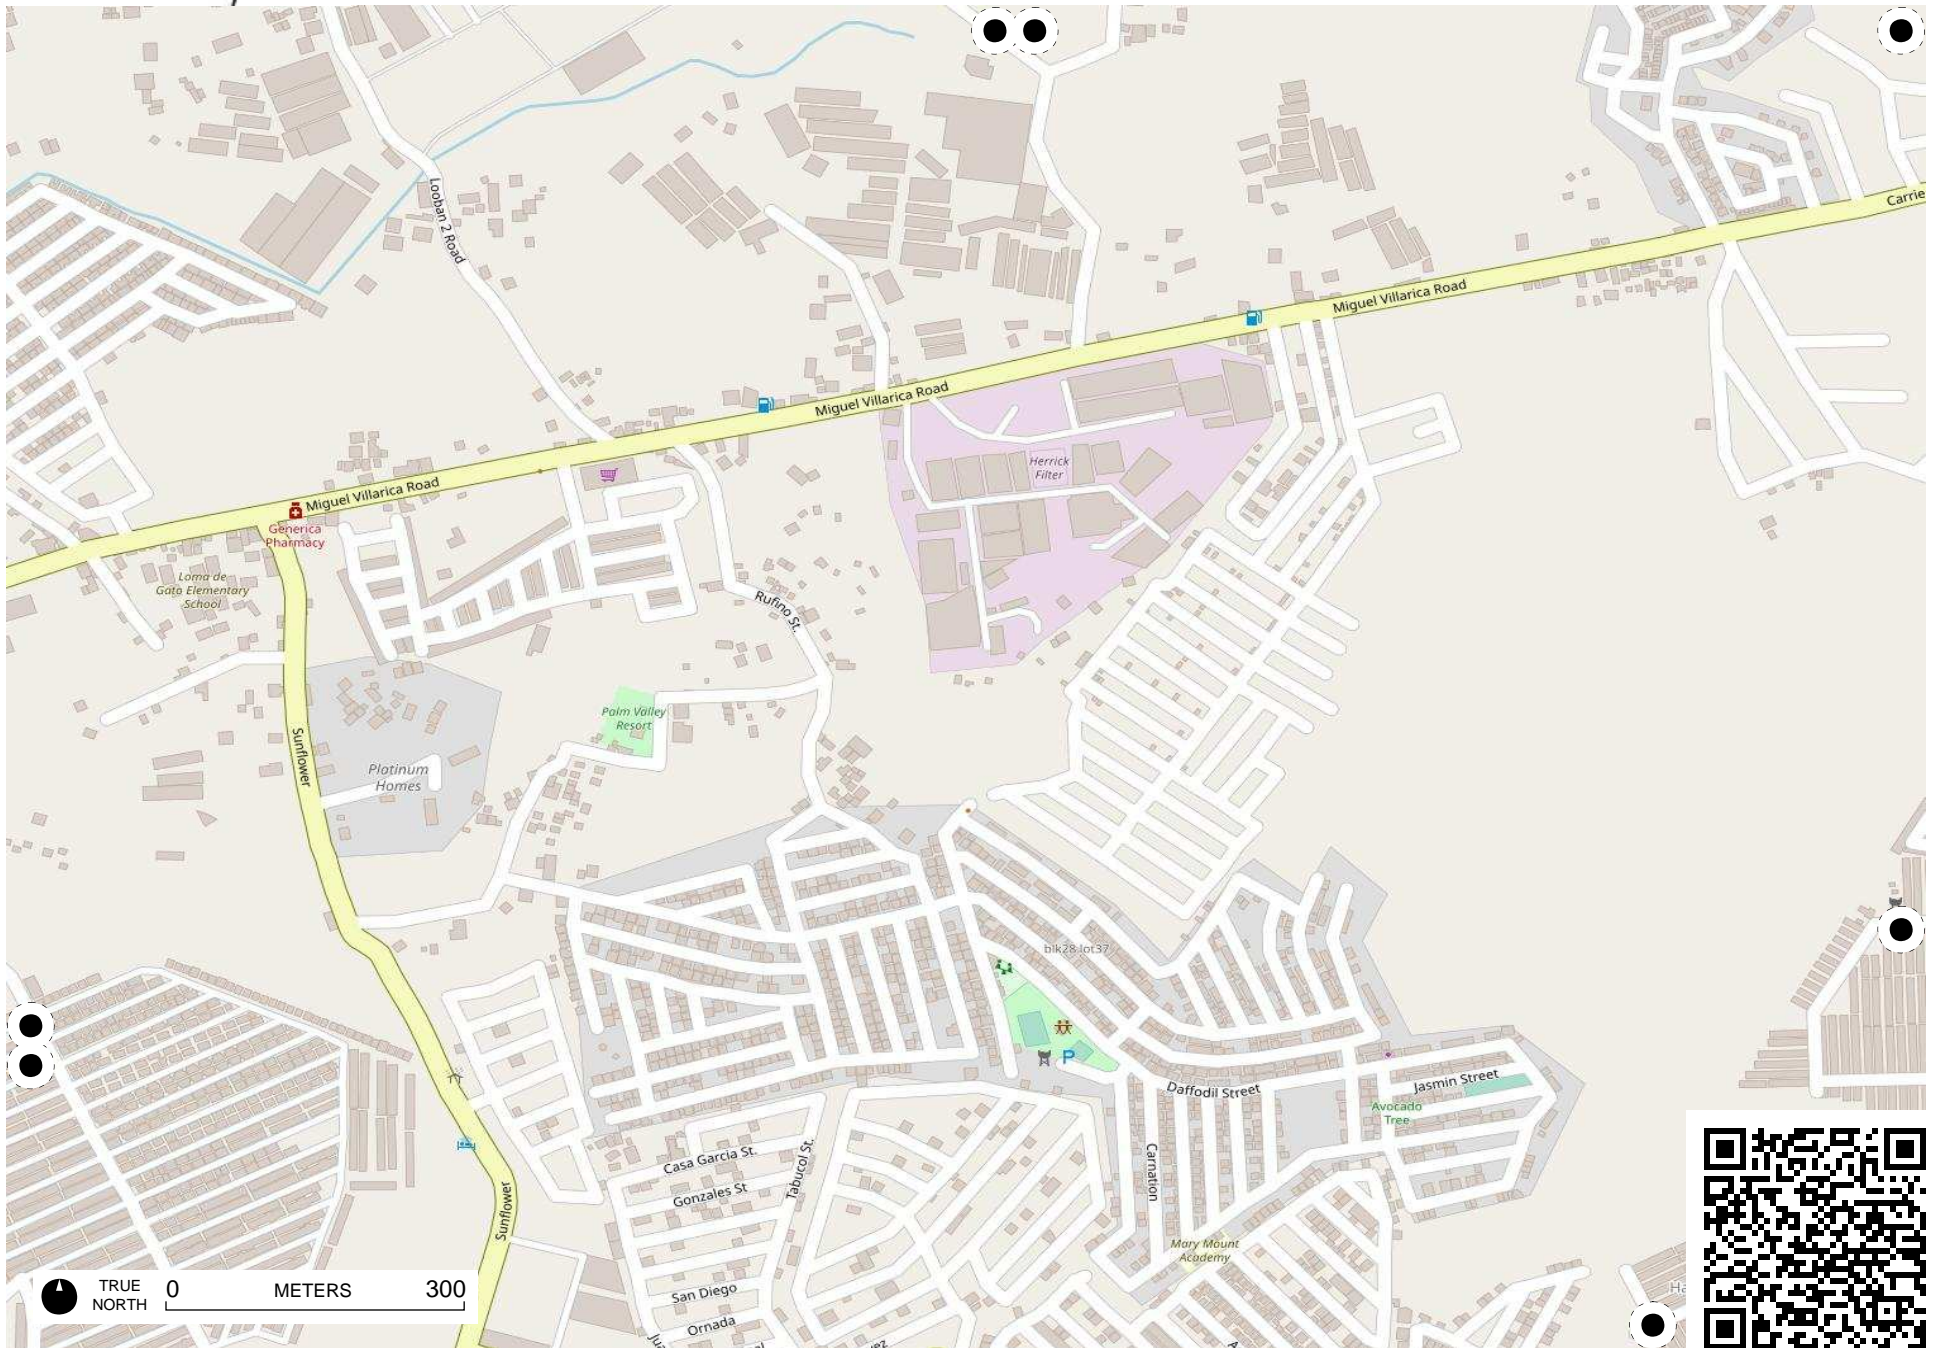 Carrie
Looban 2 Road
Miguel Villarica Road
Miguel Villarica Road
Miguel Villarica Road
Herrick
Filter
Generica
Pharmacy
Loma de
Gato Elementary
School
Rufino St.
Palm Valley
Resort
Sunflower
Platinum
Homes
blk28 lot37
P
Daffodil Street
Jasmin Street
Avocado
Tree
Casa Garcia St.
Tabucol St.
Carnation
Gonzales St
Sunflower
Mary Mount
Academy
San Diego
Ornada
Ha
TRUE
NORTH
0 METERS 300